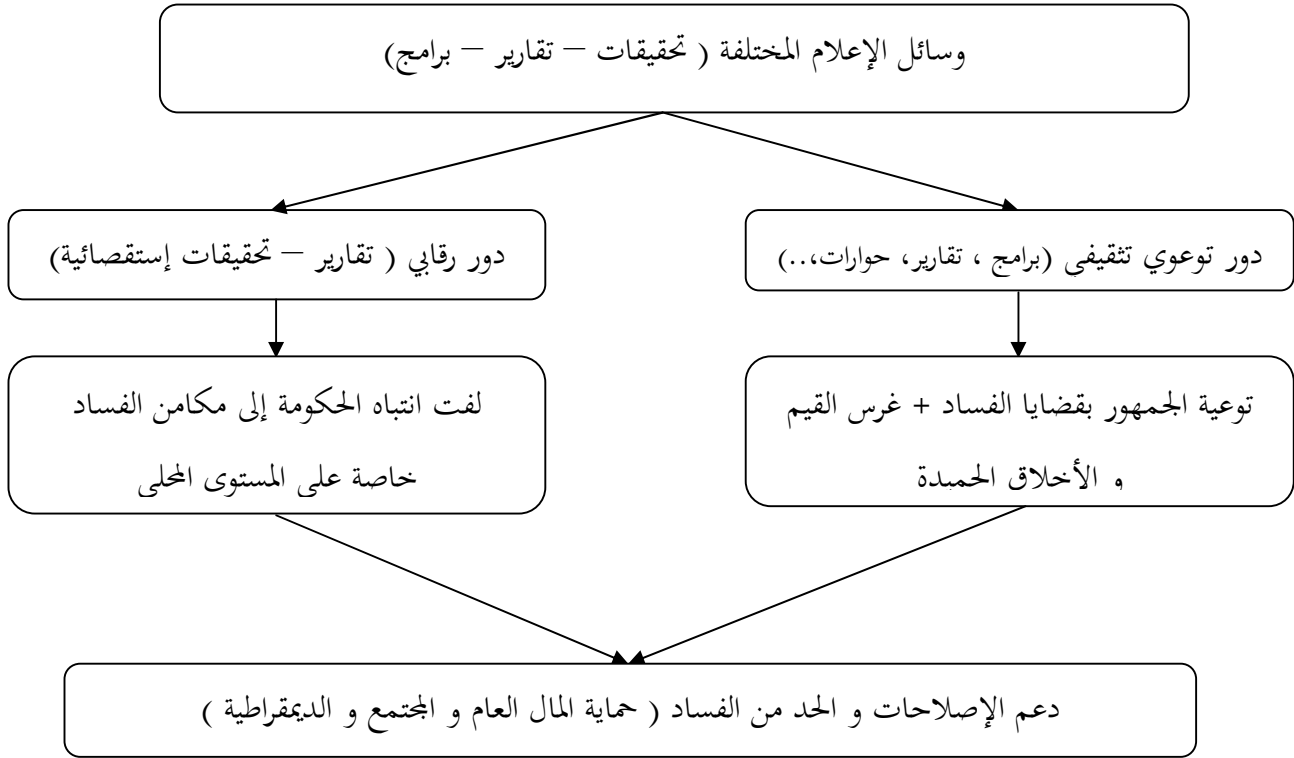 وسائل الإعلام المختلفة ( تحقيقات – تقارير – برامج)
دور توعوي تثقيفي (برامج ، تقارير، حوارات،..)
دور رقابي ( تقارير – تحقيقات إستقصائية)
توعية الجمهور بقضايا الفساد + غرس القيم
و الأخلاق الحميدة
لفت انتباه الحكومة إلى مكامن الفساد
خاصة على المستوى المحلي
دعم الإصلاحات و الحد من الفساد ( حماية المال العام و المجتمع و الديمقراطية )